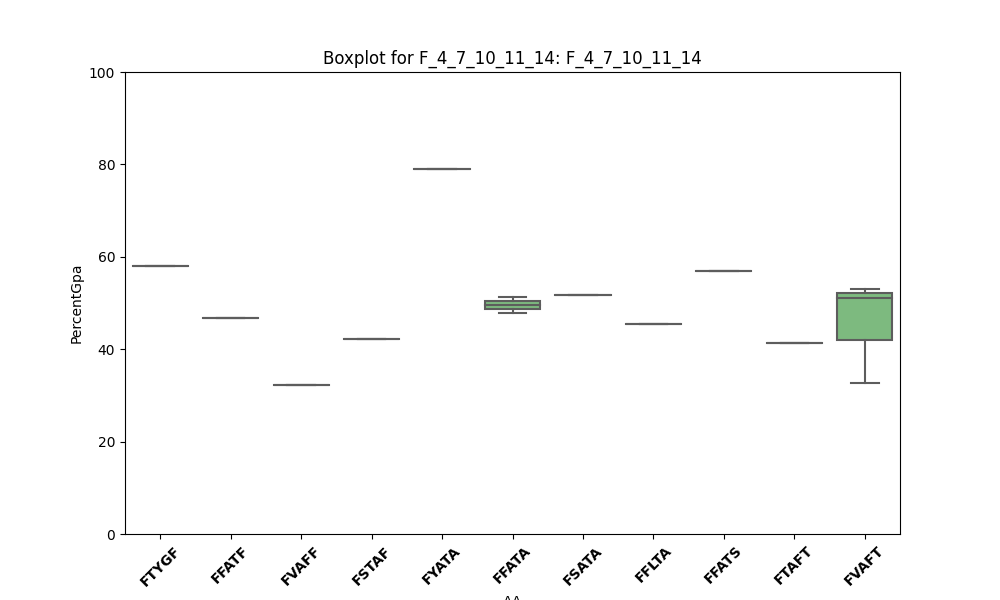 Boxplot for F_4_7_10_11_14: F_4_7_10_11_14
100
80
60
40
20
0
PercentGpa
FTYGF
FFATF
FVAFF
FSTAF
FYATA
FFATA
FSATA
FFLTA
FFATS
FTAFT
FVAFT
AA